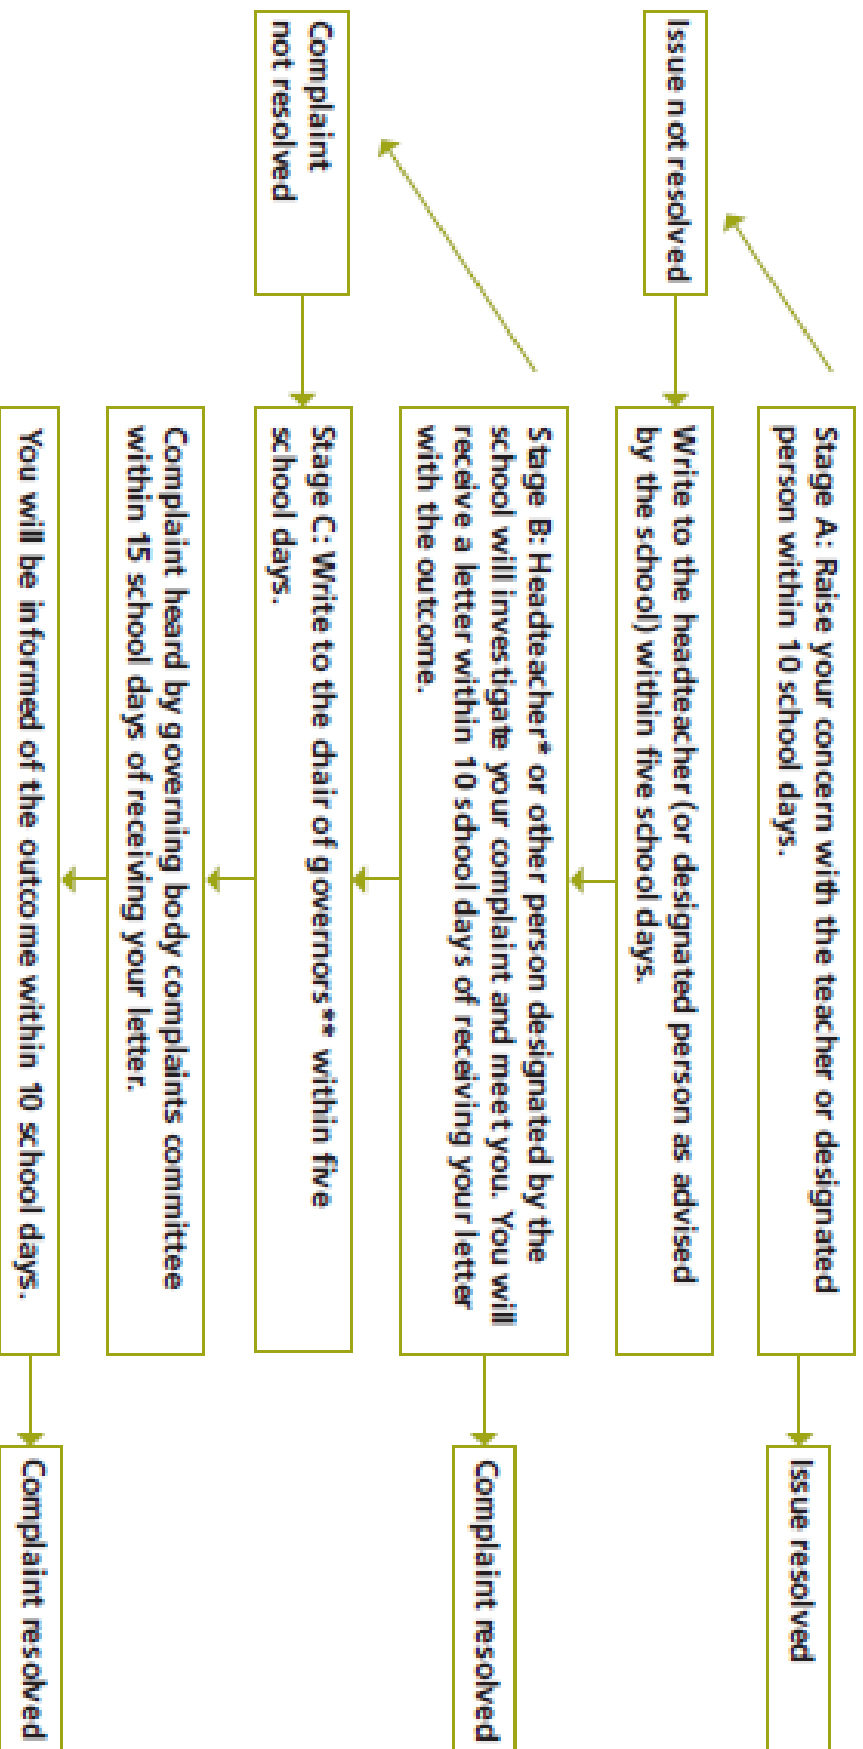 Stage A: Raise your concern with the teacher or designated
person within 10 school days.
Issue resolved
Issue not resolved
Write to the headteacher (or designated person as advised
by the school) within five school days.
Stage B: Headteacher* or other person designated by the
school will investigate your complaint and meet you. You will
receive a letter within 10 school days of receiving your letter
with the outcome.
Complaint resolved
Complaint
not resolved
Stage C: Write to the chair of governors** within five
school days.
Complaint heard by governing body complaints committee
within 15 school days of receiving your letter.
You will be informed of the outcome within 10 school days.
Complaint resolved